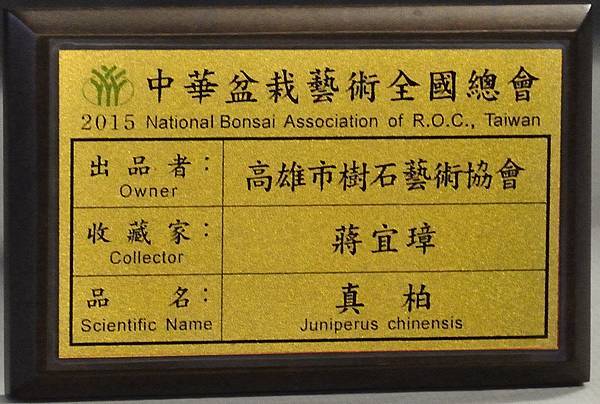 中華盆栽藝術全國總會
2015 National Bonsai Association of R.O.C., Taiwan
出品者：
Owner
高雄市樹石藝術協會
收藏家：
Collector
蔣宜璋
品名：
Scientific Name
真柏
Juniperus chinensis